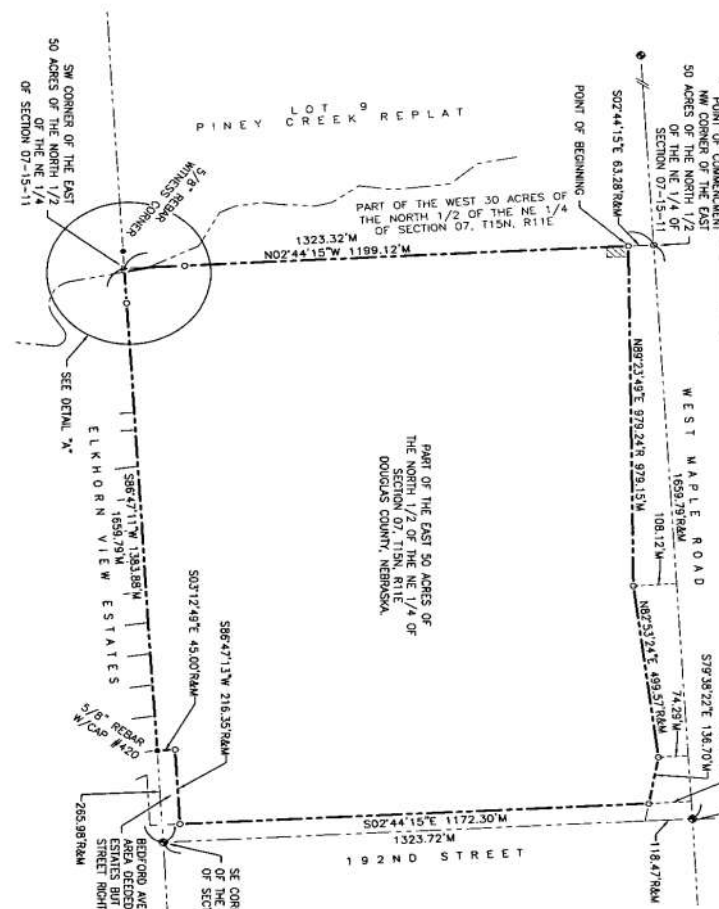 POINT OF COMMENCEMENT
NW CORNER OF THE EAST
50 ACRES OF THE NORTH 1/2
OF THE NE 1/4 OF
SECTION 07-15-11
S02°44'15"E 63.28'R&M
POINT OF BEGINNING
WEST MAPLE ROAD
1659.79'R&M
108.12'M
N89°23'49"E 979.24'R 979.15'M
N82°53'24"E 499.57'R&M
74.29'M
S79°38'22"E 136.70'M
118.47'R&M
LOT 9
PINEY CREEK REPLAT
PART OF THE WEST 30 ACRES OF
THE NORTH 1/2 OF THE NE 1/4
OF SECTION 07, T15N, R11E
1323.32'M
N02°44'15"W 1199.12'M
5/8" REBAR
WITNESS CORNER
SW CORNER OF THE EAST
50 ACRES OF THE NORTH 1/2
OF THE NE 1/4
OF SECTION 07-15-11
SEE DETAIL "A"
PART OF THE EAST 50 ACRES OF
THE NORTH 1/2 OF THE NE 1/4 OF
SECTION 07, T15N, R11E
DOUGLAS COUNTY, NEBRASKA.
S86°47'11"W 1383.88'M
1659.79'M
ELKHORN VIEW ESTATES
S03°12'49"E 45.00'R&M
S86°47'13"W 216.35'R&M
5/8" REBAR
W/CAP #420
265.98'R&M
S02°44'15"E 1172.30'M
1323.72'M
192ND STREET
SE COR
OF THE
OF SEC
BEDFORD AVE
AREA DEEDED
ESTATES BUT
STREET RIGHT